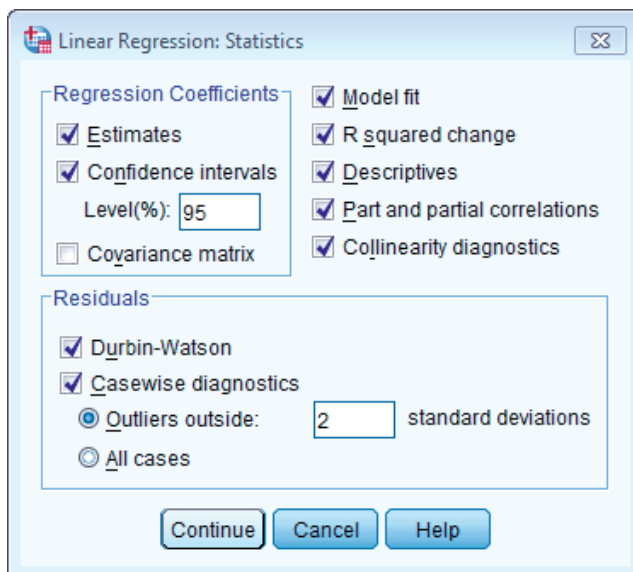 Linear Regression: Statistics
Regression Coefficients
Estimates
Confidence intervals
Level(%): 95
Covariance matrix
Model fit
R squared change
Descriptives
Part and partial correlations
Collinearity diagnostics
Residuals
Durbin-Watson
Casewise diagnostics
Outliers outside: 2 standard deviations
All cases
Continue Cancel Help